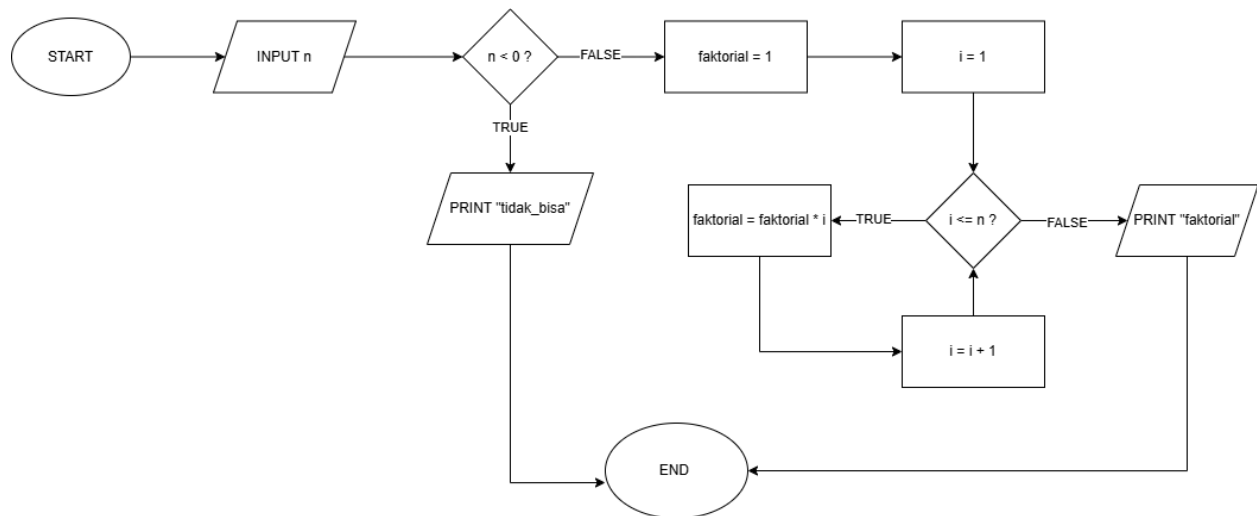 START
INPUT n
n < 0 ?
FALSE
faktorial = 1
i = 1
TRUE
PRINT "tidak_bisa"
faktorial = faktorial * i
TRUE
i <= n ?
FALSE
PRINT "faktorial"
i = i + 1
END